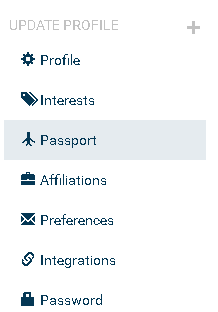 UPDATE PROFILE
Profile
Interests
Passport
Affiliations
Preferences
Integrations
Password